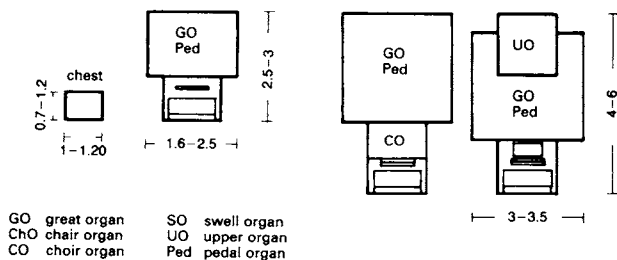 chest
0.7–1.2
1–1.20
GO
Ped
2.5–3
1.6–2.5
GO
Ped
CO
UO
GO
Ped
4–6
3–3.5
GO great organ
ChO chair organ
CO choir organ
SO swell organ
UO upper organ
Ped pedal organ